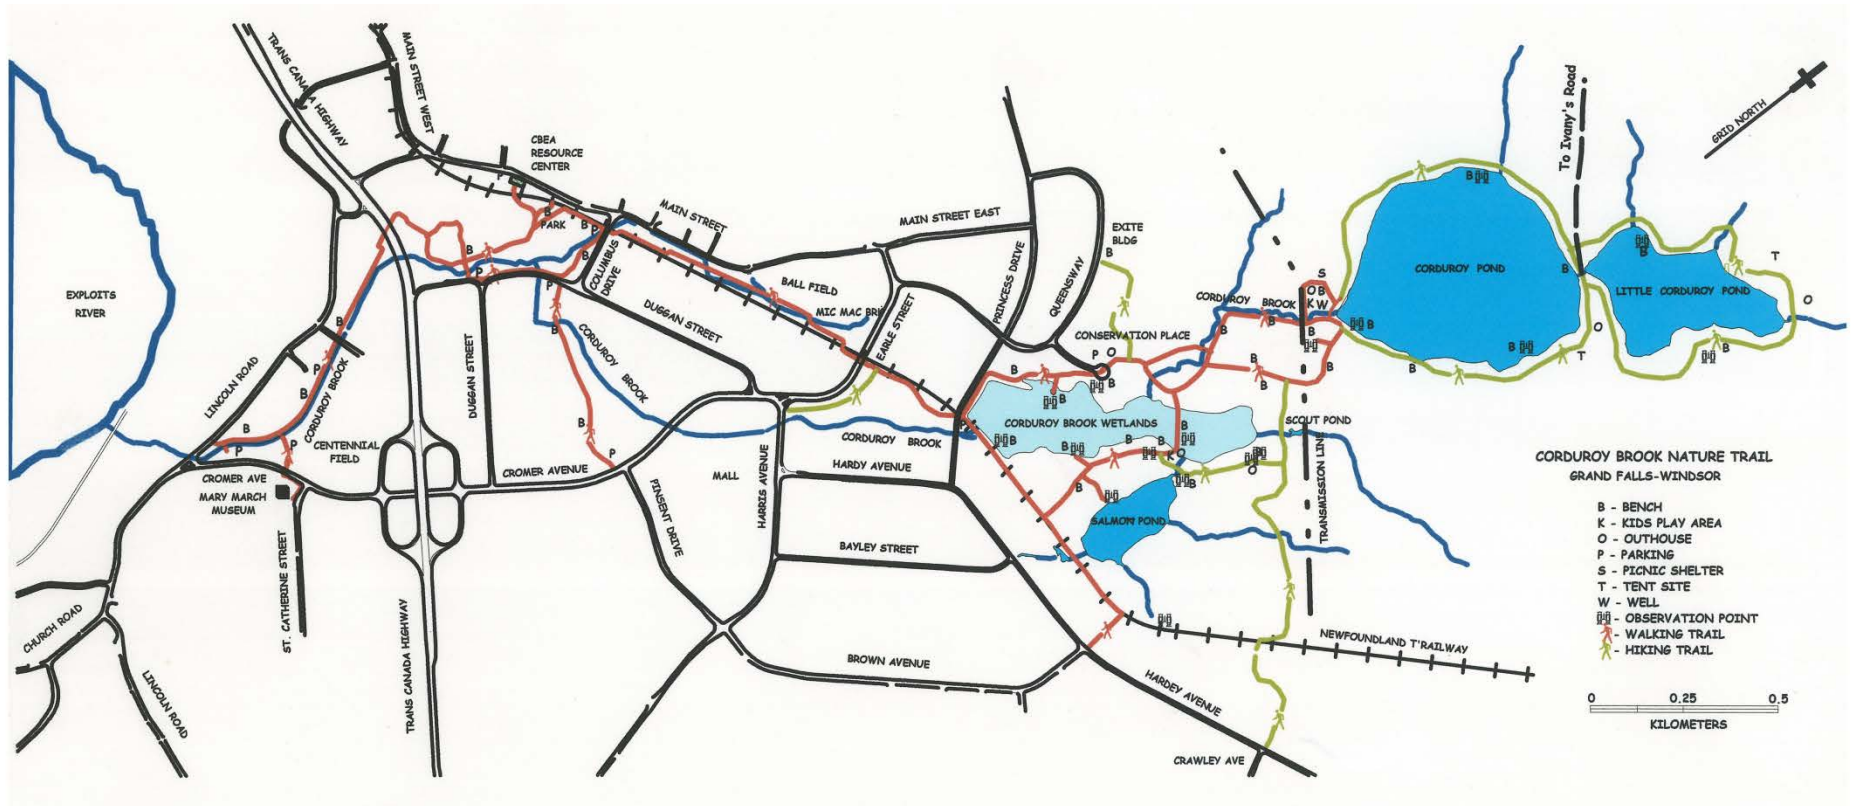 TRANS CANADA HIGHWAY
MAIN STREET WEST
TRANS CANADA HIGHWAY
CBEA
RESOURCE
CENTER
P
B
PARK
B
P
MAIN STREET
MAIN STREET EAST
EXITE
BLDG
B
To Ivany's Road
GRID NORTH
EXPLOITS
RIVER
B
B
P
B
COLUMBUS
DRIVE
P
B
BALL FIELD
MIC MAC
DUGGAN STREET
EARLE STREET
PRINCESS DRIVE
QUEENSWAY
CONSERVATION PLACE
CORDUROY BROOK
S
O B
K W
B
B
B
B
B
CORDUROY POND
B
B
B
LITTLE CORDUROY POND
T
O
O
T
B
B
B
LINCOLN ROAD
P
B
CORDUROY BROOK
B
P
CENTENNIAL
FIELD
P
DUGGAN STREET
CORDUROY
BROOK
B
P
P O
B
B
B
B
B
CORDUROY BROOK WETLANDS
SCOUT POND
CORDUROY BROOK
P
B
B
B
B
B
K O
O
B
B
SALMON POND
TRANSMISSION LINE
CROMER AVE
MARY MARCH
MUSEUM
CROMER AVENUE
MALL
HARRIS AVENUE
HARDY AVENUE
PINSENT DRIVE
BAYLEY STREET
ST. CATHERINE STREET
TRANS CANADA HIGHWAY
CHURCH ROAD
LINCOLN ROAD
BROWN AVENUE
NEWFOUNDLAND T'RAILWAY
HARDEY AVENUE
CRAWLEY AVE
CORDUROY BROOK NATURE TRAIL
GRAND FALLS-WINDSOR
B - BENCH
K - KIDS PLAY AREA
O - OUTHOUSE
P - PARKING
S - PICNIC SHELTER
T - TENT SITE
W - WELL
- OBSERVATION POINT
- WALKING TRAIL
- HIKING TRAIL
0 0.25 0.5
KILOMETERS